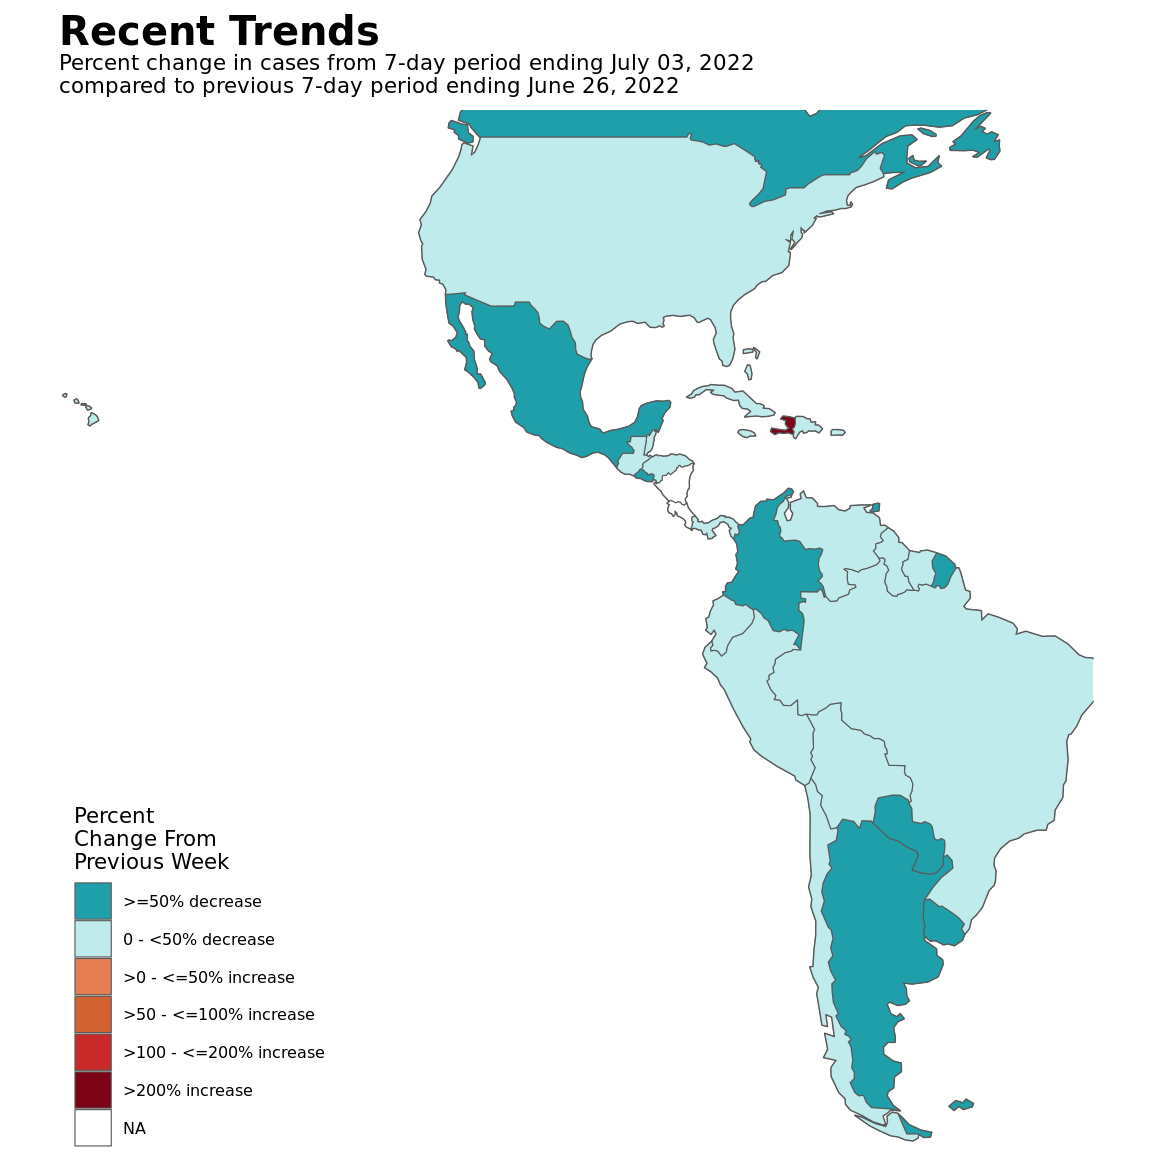 Recent Trends
Percent change in cases from 7-day period ending July 03, 2022
compared to previous 7-day period ending June 26, 2022
Percent
Change From
Previous Week
>=50% decrease
0 - <50% decrease
>0 - <=50% increase
>50 - <=100% increase
>100 - <=200% increase
>200% increase
NA